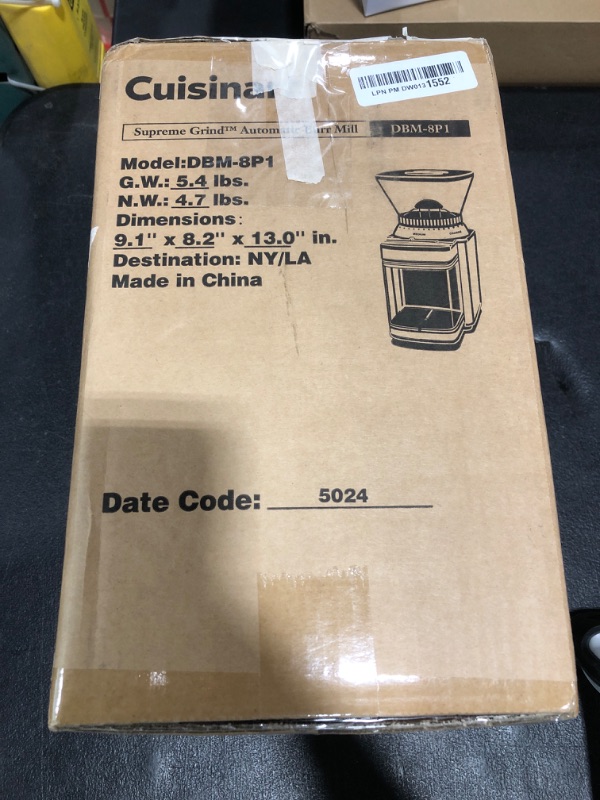 Cuisina
LPN PM DW0131552
Supreme Grind™ Automatic Burr Mill DBM-8P1
Model:DBM-8P1
G.W.: 5.4 lbs.
N.W.: 4.7 lbs.
Dimensions:
9.1" x 8.2" x 13.0" in.
Destination: NY/LA
Made in China
Date Code: 5024